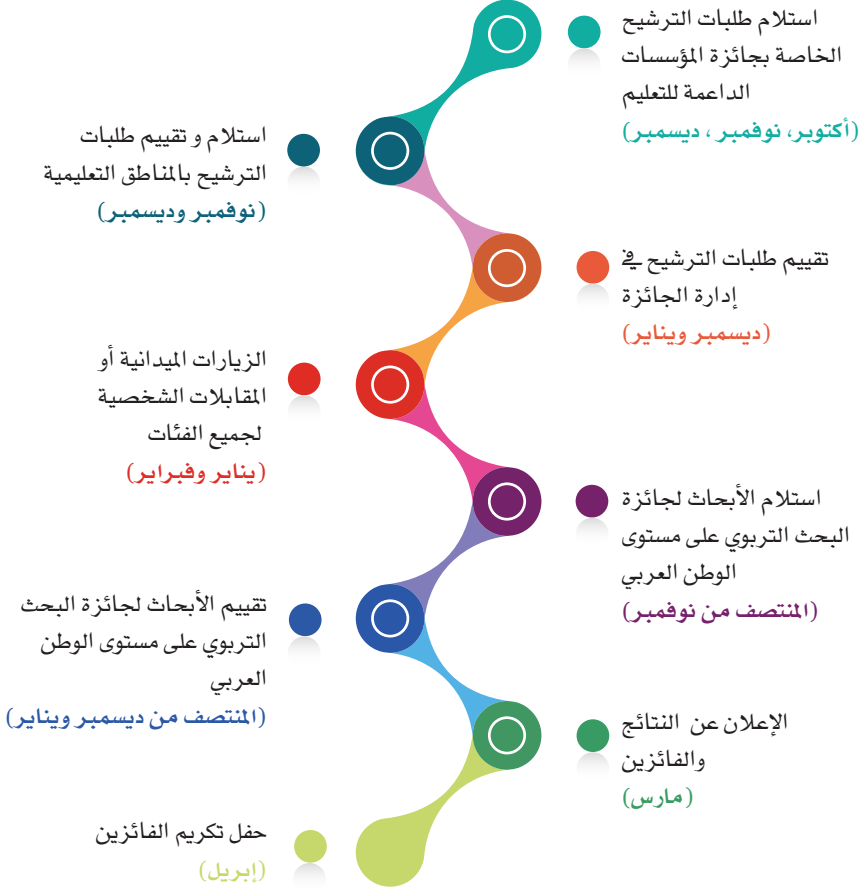 استلام طلبات الترشيح
الخاصة بجائزة المؤسسات
الداعمة للتعليم
(أكتوبر، نوفمبر ، ديسمبر)
استلام و تقييم طلبات
الترشيح بالمناطق التعليمية
(نوفمبر وديسمبر)
تقييم طلبات الترشيح في
إدارة الجائزة
(ديسمبر ويناير)
الزيارات الميدانية أو
المقابلات الشخصية
لجميع الفئات
(يناير وفبراير)
استلام الأبحاث لجائزة
البحث التربوي على مستوى
الوطن العربي
(المنتصف من نوفمبر)
تقييم الأبحاث لجائزة البحث
التربوي على مستوى الوطن
العربي
(المنتصف من ديسمبر ويناير)
الإعلان عن النتائج
والفائزين
(مارس)
حفل تكريم الفائزين
(إبريل)